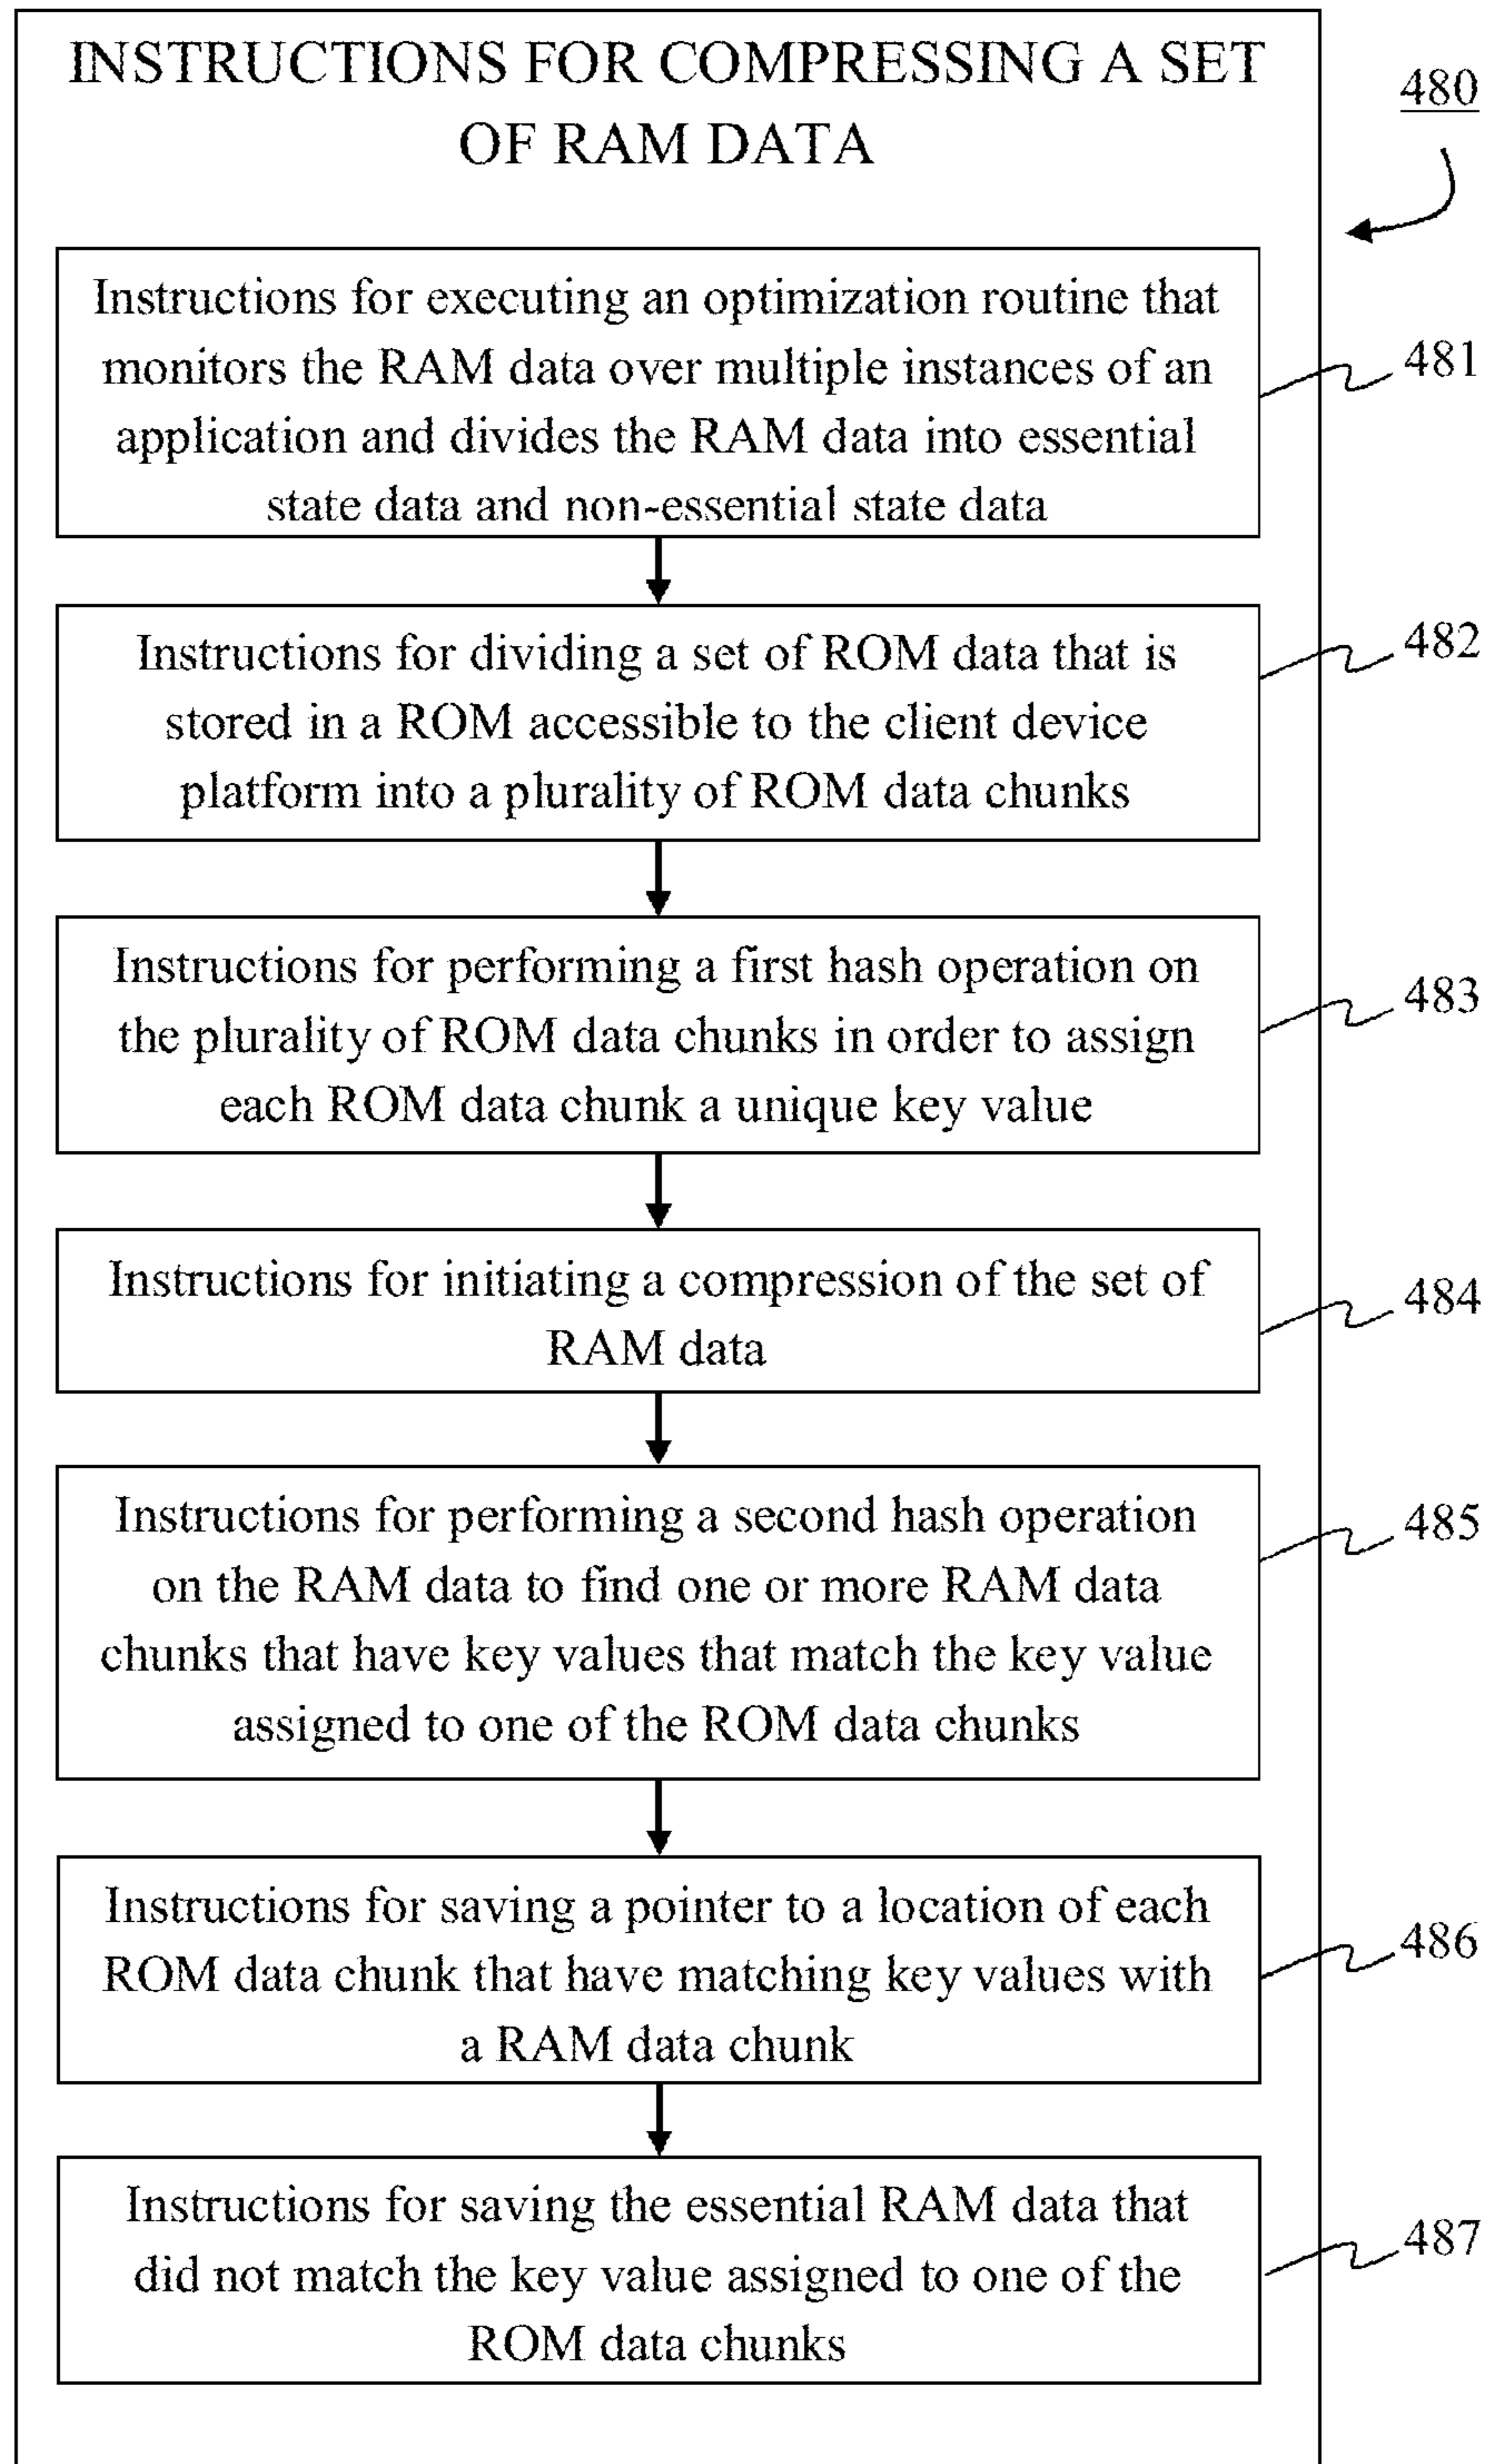 INSTRUCTIONS FOR COMPRESSING A SET
OF RAM DATA
480
Instructions for executing an optimization routine that
monitors the RAM data over multiple instances of an
application and divides the RAM data into essential
state data and non-essential state data
481
Instructions for dividing a set of ROM data that is
stored in a ROM accessible to the client device
platform into a plurality of ROM data chunks
482
Instructions for performing a first hash operation on
the plurality of ROM data chunks in order to assign
each ROM data chunk a unique key value
483
Instructions for initiating a compression of the set of
RAM data
484
Instructions for performing a second hash operation
on the RAM data to find one or more RAM data
chunks that have key values that match the key value
assigned to one of the ROM data chunks
485
Instructions for saving a pointer to a location of each
ROM data chunk that have matching key values with
a RAM data chunk
486
Instructions for saving the essential RAM data that
did not match the key value assigned to one of the
ROM data chunks
487